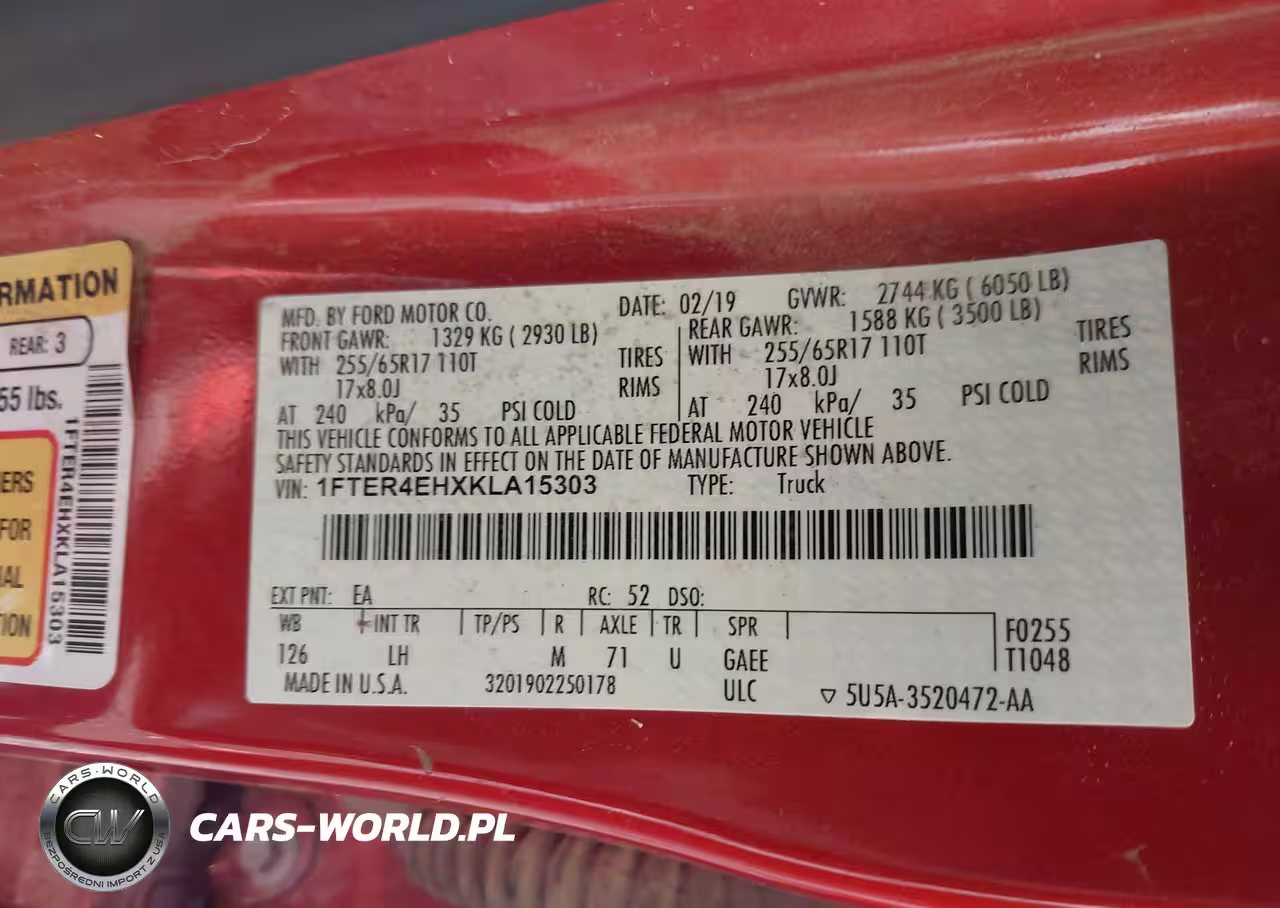 RMATION
REAR: 3
55 lbs.
ERS
FOR
IAL
TION
1FTER4EHXKLA15303
MFD. BY FORD MOTOR CO. DATE: 02/19 GVWR: 2744 KG ( 6050 LB)
FRONT GAWR: 1329 KG ( 2930 LB) REAR GAWR: 1588 KG ( 3500 LB)
WITH 255/65R17 110T TIRES WITH 255/65R17 110T TIRES
17x8.0J RIMS 17x8.0J RIMS
AT 240 kPa/ 35 PSI COLD AT 240 kPa/ 35 PSI COLD
THIS VEHICLE CONFORMS TO ALL APPLICABLE FEDERAL MOTOR VEHICLE
SAFETY STANDARDS IN EFFECT ON THE DATE OF MANUFACTURE SHOWN ABOVE.
VIN: 1FTER4EHXKLA15303 TYPE: Truck
EXT PNT: EA RC: 52 DSO:
WB INT TR TP/PS R AXLE TR SPR F0255
126 LH M 71 U GAEE T1048
MADE IN U.S.A. 3201902250178 ULC ▽ 5U5A-3520472-AA
CARS-WORLD
CW
BEZPOŚREDNI IMPORT Z USA
CARS-WORLD.PL